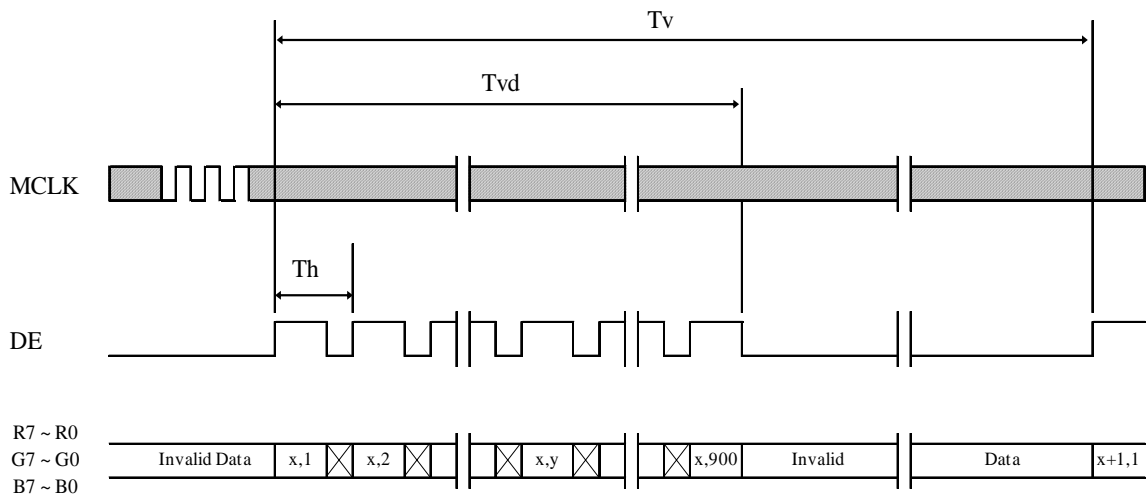 Tv
Tvd
MCLK
Th
DE
R7 ~ R0
G7 ~ G0
B7 ~ B0
Invalid Data x,1 x,2 x,y x,900 Invalid Data x+1,1